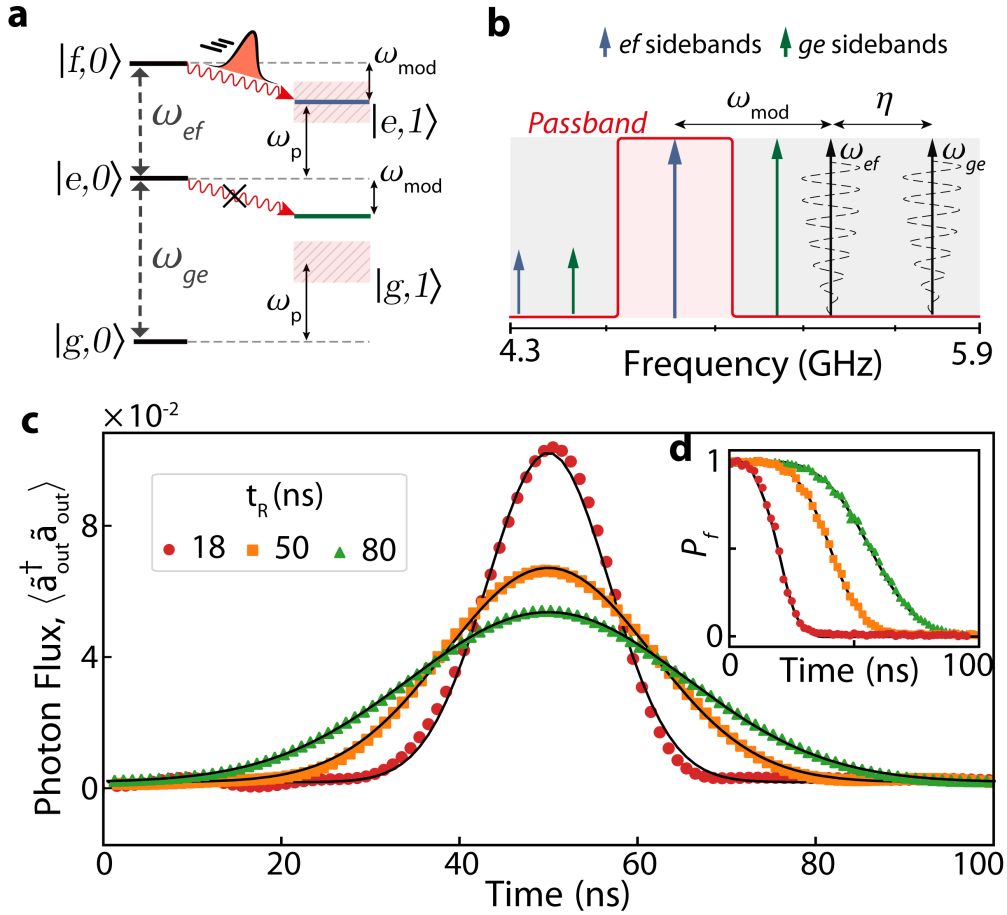 a
|f,0⟩
ω_mod
ω_ef
|e,1⟩
ω_p
|e,0⟩
ω_mod
ω_ge
|g,1⟩
ω_p
|g,0⟩
b
ef sidebands
ge sidebands
ω_mod
η
Passband
ω_ef
ω_ge
4.3
5.9
Frequency (GHz)
c
×10⁻²
t_R (ns)
18
50
80
8
4
0
Photon Flux, ⟨ã†_out ã_out⟩
0
20
40
60
80
100
Time (ns)
d
1
0
P_f
0
100
Time (ns)